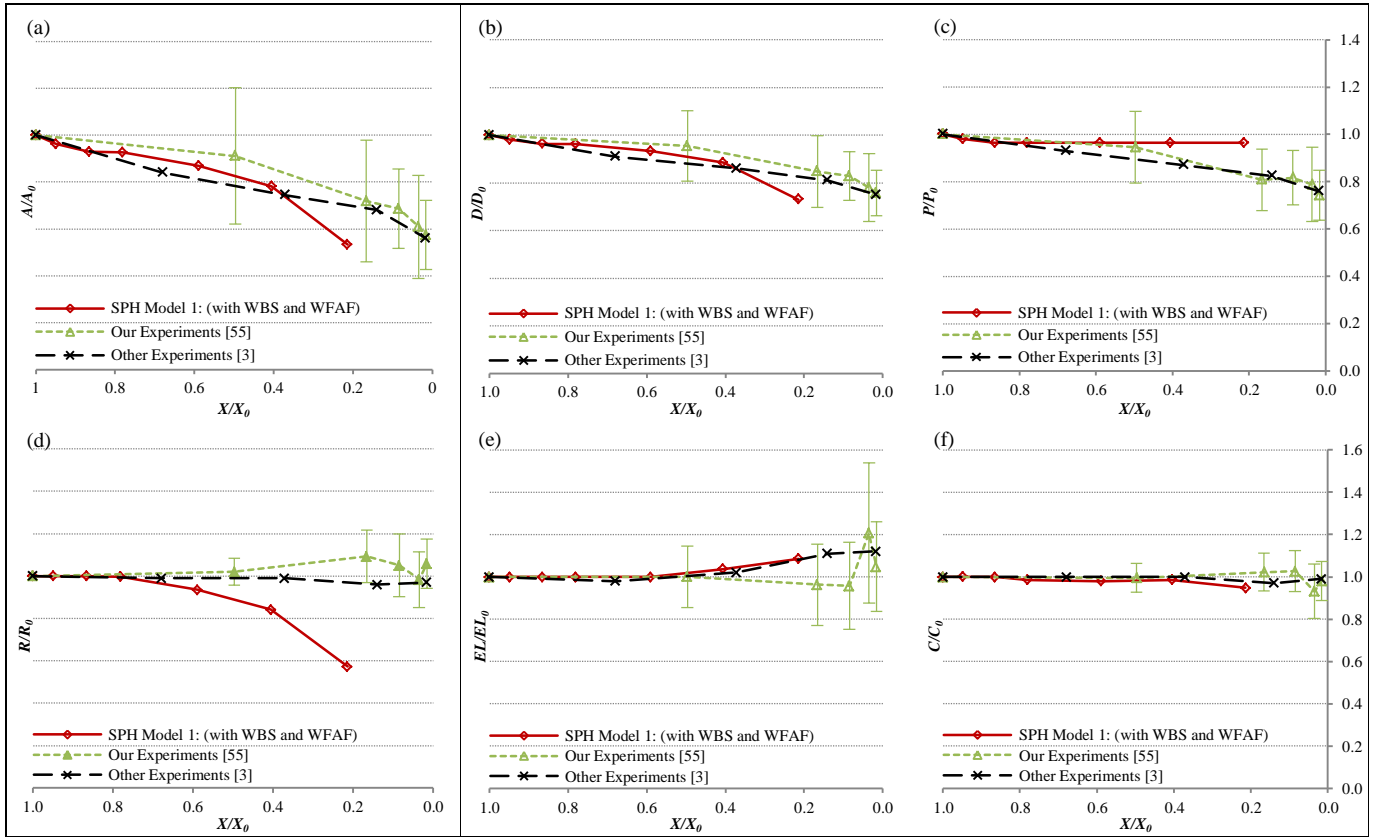 (a)
A/A0
SPH Model 1: (with WBS and WFAF)
Our Experiments [55]
Other Experiments [3]
1 0.8 0.6 0.4 0.2 0
X/X0
(b)
D/D0
SPH Model 1: (with WBS and WFAF)
Our Experiments [55]
Other Experiments [3]
1.0 0.8 0.6 0.4 0.2 0.0
X/X0
(c)
P/P0
1.4
1.2
1.0
0.8
0.6
0.4
0.2
0.0
SPH Model 1: (with WBS and WFAF)
Our Experiments [55]
Other Experiments [3]
1.0 0.8 0.6 0.4 0.2 0.0
X/X0
(d)
R/R0
SPH Model 1: (with WBS and WFAF)
Our Experiments [55]
Other Experiments [3]
1.0 0.8 0.6 0.4 0.2 0.0
X/X0
(e)
EL/EL0
SPH Model 1: (with WBS and WFAF)
Our Experiments [55]
Other Experiments [3]
1.0 0.8 0.6 0.4 0.2 0.0
X/X0
(f)
C/C0
1.6
1.4
1.2
1.0
0.8
0.6
0.4
0.2
0.0
SPH Model 1: (with WBS and WFAF)
Our Experiments [55]
Other Experiments [3]
1.0 0.8 0.6 0.4 0.2 0.0
X/X0